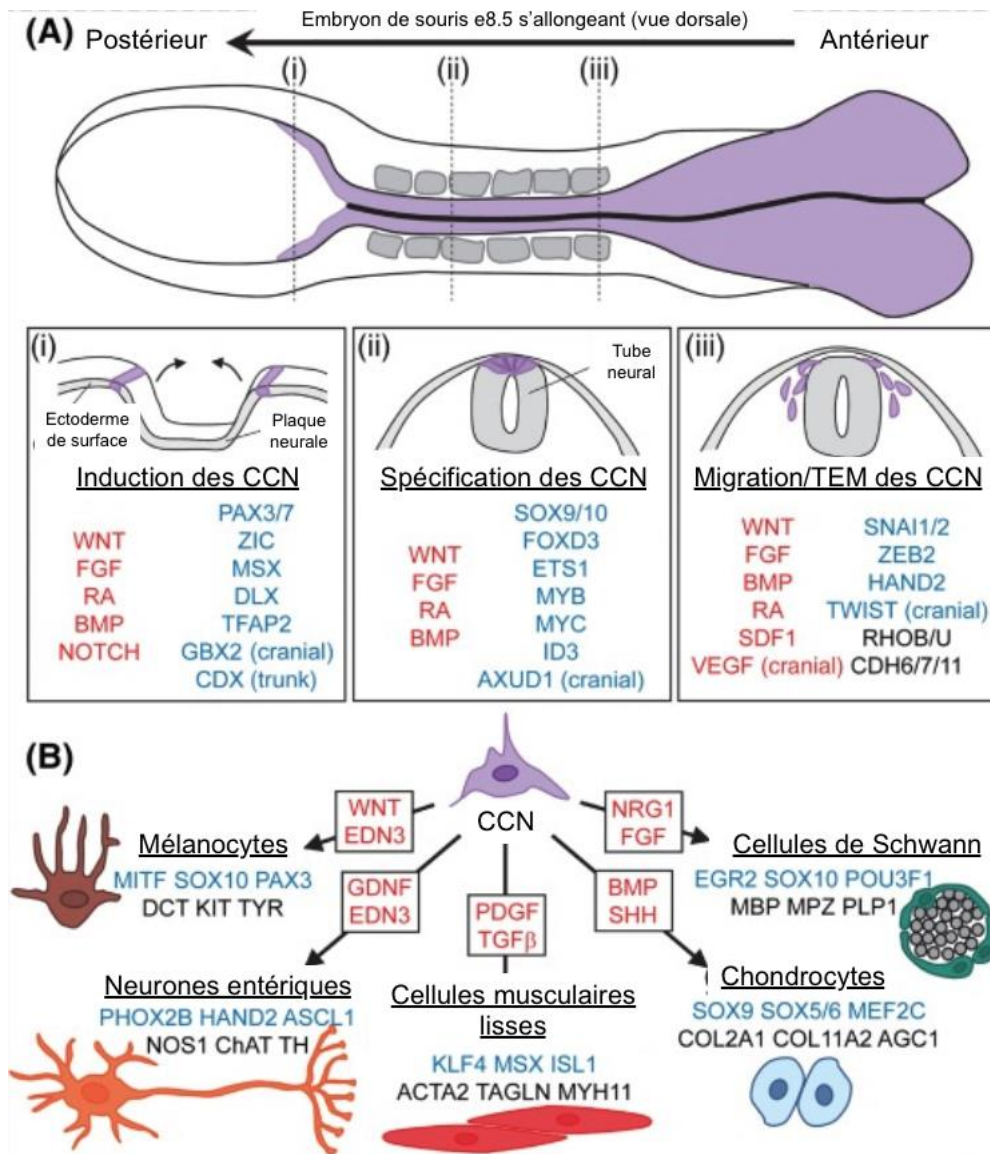 (A)
Embryon de souris e8.5 s’allongeant (vue dorsale)
Postérieur
Antérieur
(i)
(ii)
(iii)
(i)
Ectoderme
de surface
Plaque
neurale
Induction des CCN
WNT
FGF
RA
BMP
NOTCH
PAX3/7
ZIC
MSX
DLX
TFAP2
GBX2 (cranial)
CDX (trunk)
(ii)
Tube
neural
Spécification des CCN
WNT
FGF
RA
BMP
SOX9/10
FOXD3
ETS1
MYB
MYC
ID3
AXUD1 (cranial)
(iii)
Migration/TEM des CCN
WNT
FGF
BMP
RA
SDF1
VEGF (cranial)
SNAI1/2
ZEB2
HAND2
TWIST (cranial)
RHOB/U
CDH6/7/11
(B)
CCN
WNT
EDN3
Mélanocytes
MITF SOX10 PAX3
DCT KIT TYR
GDNF
EDN3
Neurones entériques
PHOX2B HAND2 ASCL1
NOS1 ChAT TH
PDGF
TGFβ
Cellules musculaires
lisses
KLF4 MSX ISL1
ACTA2 TAGLN MYH11
BMP
SHH
Chondrocytes
SOX9 SOX5/6 MEF2C
COL2A1 COL11A2 AGC1
NRG1
FGF
Cellules de Schwann
EGR2 SOX10 POU3F1
MBP MPZ PLP1